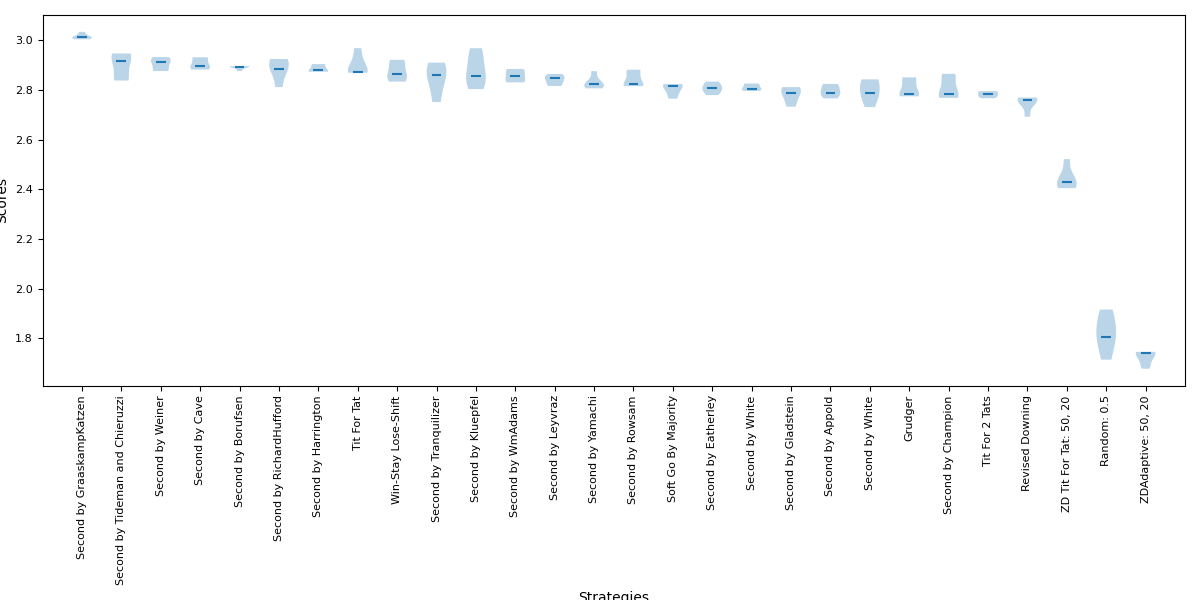 Scores
3.0
2.8
2.6
2.4
2.2
2.0
1.8
Second by GraaskampKatzen
Second by Tideman and Chieruzzi
Second by Weiner
Second by Cave
Second by Borufsen
Second by RichardHufford
Second by Harrington
Tit For Tat
Win-Stay Lose-Shift
Second by Tranquilizer
Second by Kluepfel
Second by WmAdams
Second by Leyvraz
Second by Yamachi
Second by Rowsam
Soft Go By Majority
Second by Eatherley
Second by White
Second by Gladstein
Second by Appold
Second by White
Grudger
Second by Champion
Tit For 2 Tats
Revised Downing
ZD Tit For Tat: 50, 20
Random: 0.5
ZDAdaptive: 50, 20
Strategies